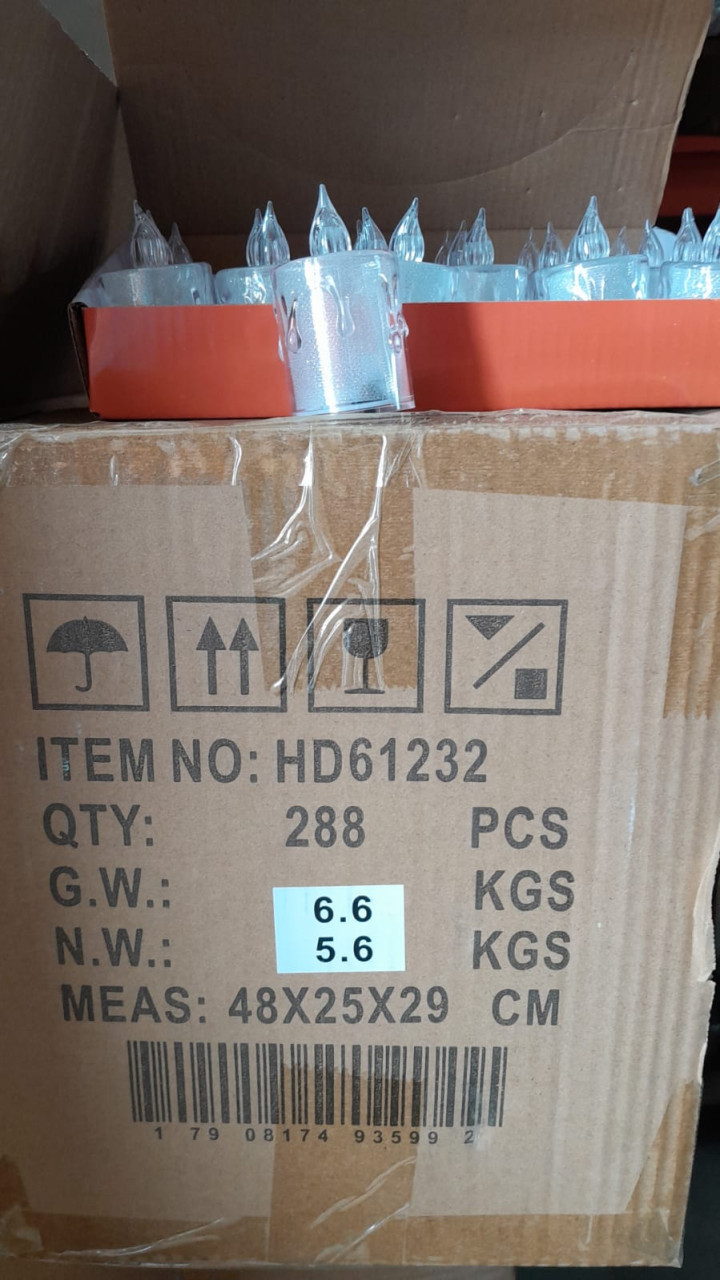 ITEM NO: HD61232
QTY: 288 PCS
G.W.: 6.6 KGS
N.W.: 5.6 KGS
MEAS: 48X25X29 CM
1 79 08174 93599 2